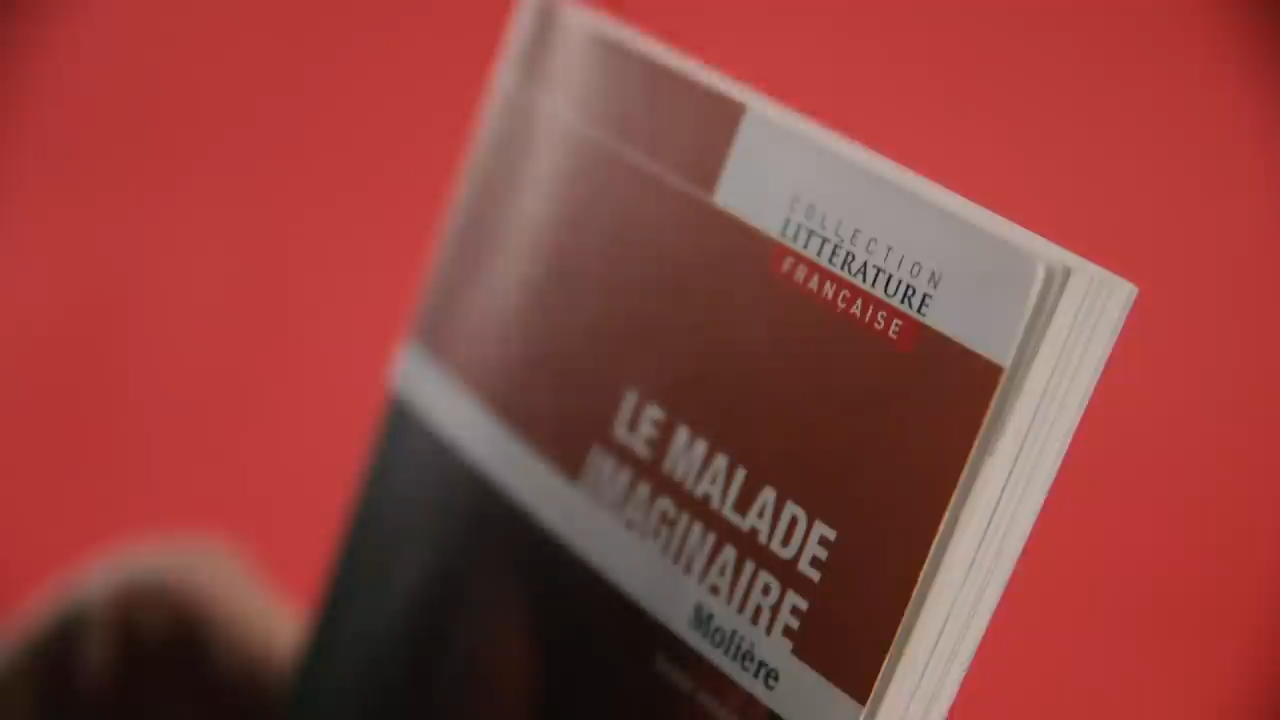 COLLECTION
LITTÉRATURE
FRANÇAISE
LE MALADE
IMAGINAIRE
Molière